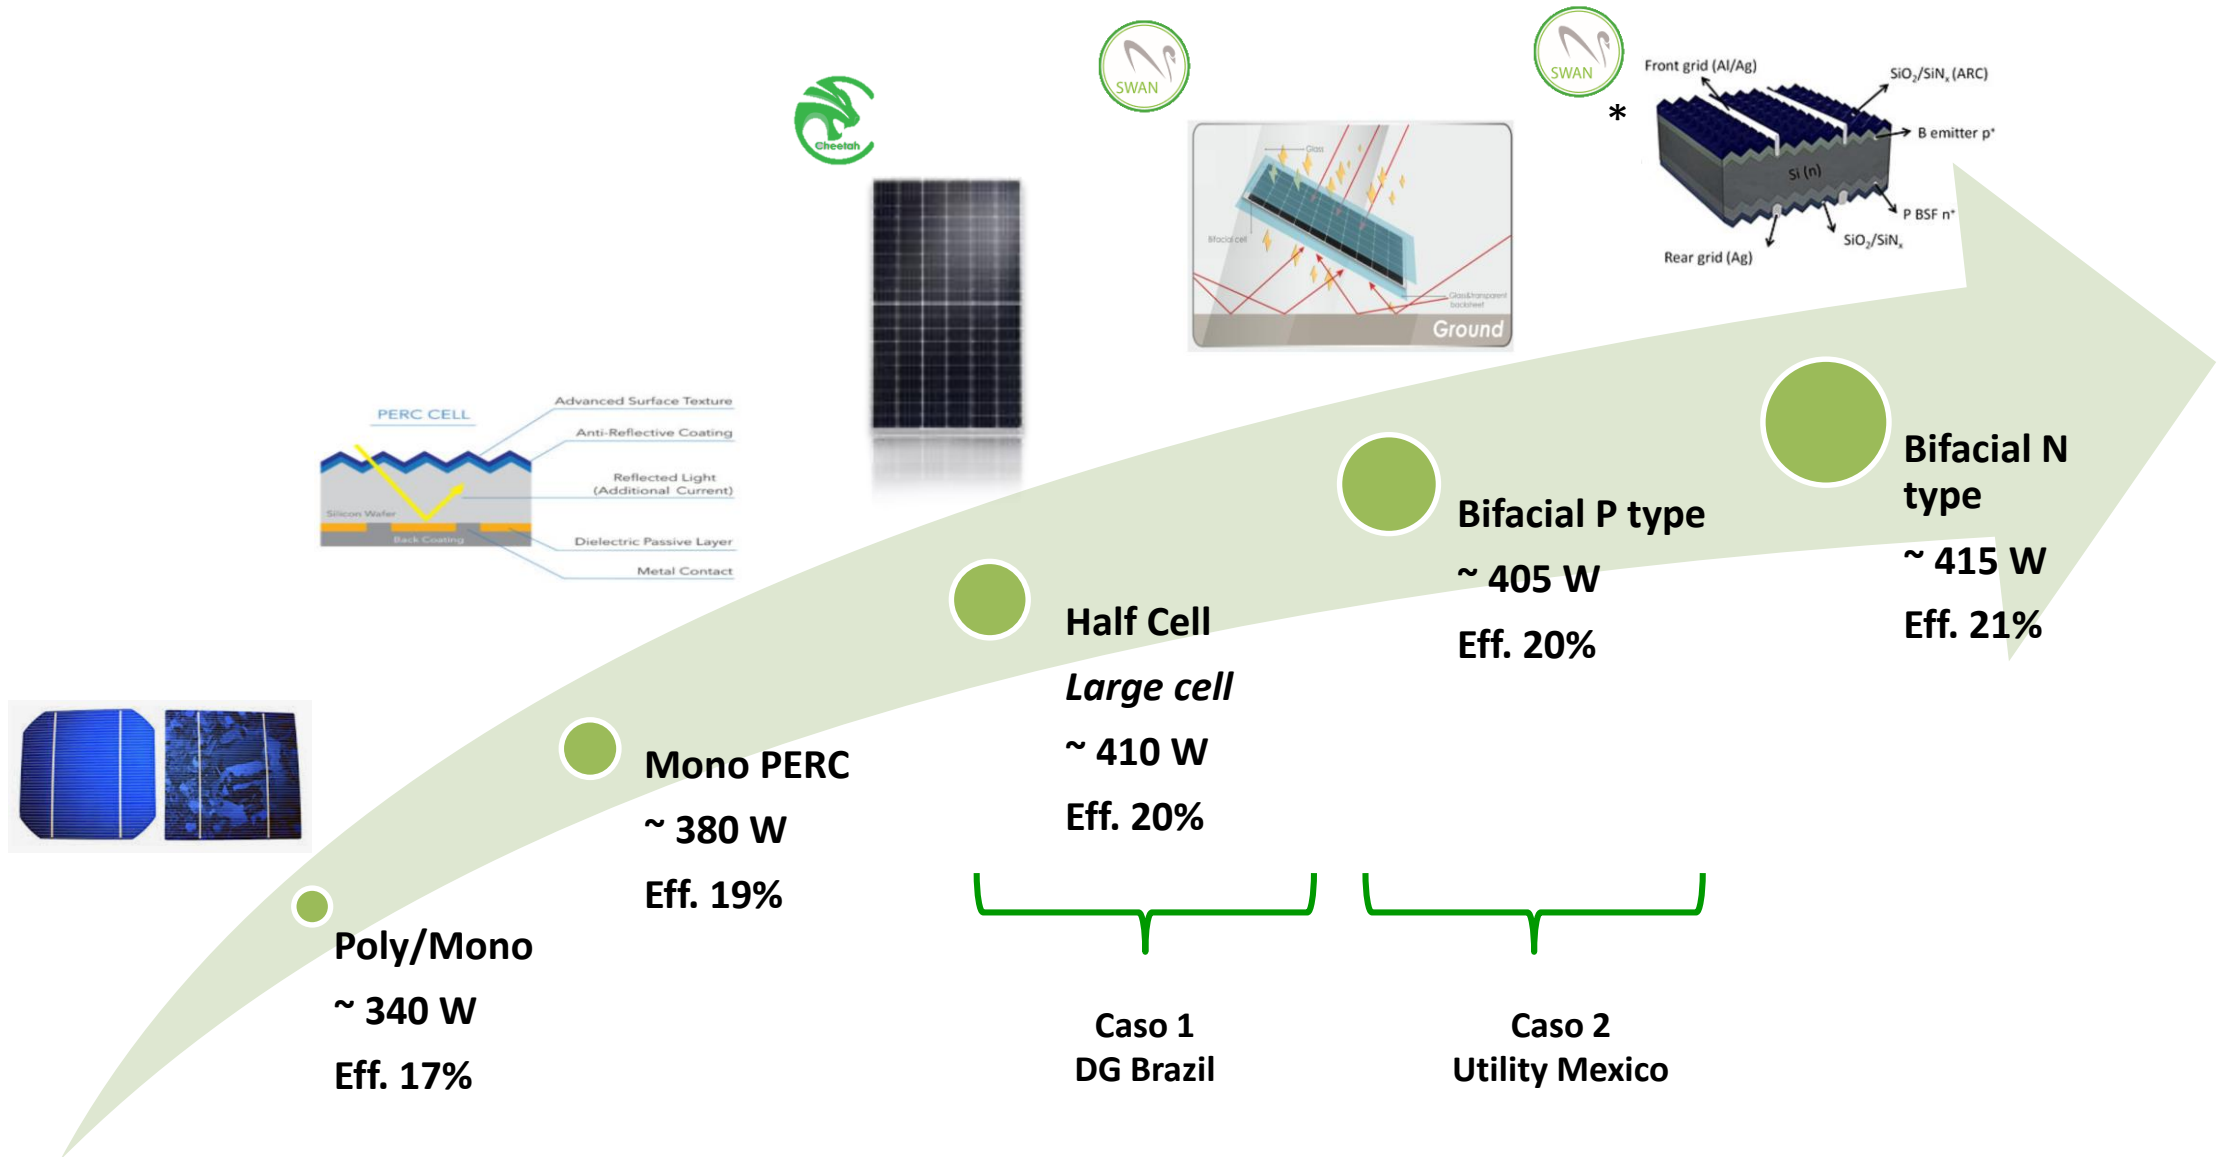 SWAN
SWAN
*
Front grid (Al/Ag)
SiO₂/SiNₓ (ARC)
B emitter p⁺
Si (n)
P BSF n⁺
SiO₂/SiNₓ
Rear grid (Ag)
Cheetah
Glass
Bifacial cell
Glass&transparent
backsheet
Ground
PERC CELL
Advanced Surface Texture
Anti-Reflective Coating
Reflected Light
(Additional Current)
Silicon Wafer
Back Coating
Dielectric Passive Layer
Metal Contact
Poly/Mono
~ 340 W
Eff. 17%
Mono PERC
~ 380 W
Eff. 19%
Half Cell
Large cell
~ 410 W
Eff. 20%
Bifacial P type
~ 405 W
Eff. 20%
Bifacial N
type
~ 415 W
Eff. 21%
Caso 1
DG Brazil
Caso 2
Utility Mexico